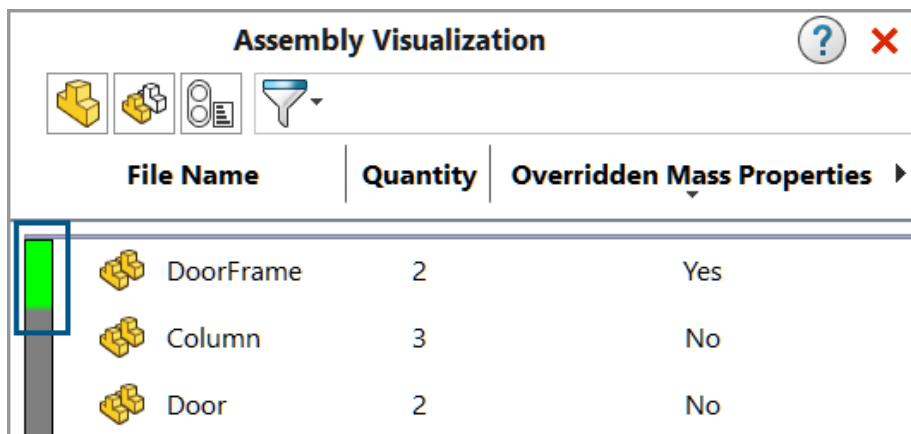 Assembly Visualization
?
File Name Quantity Overridden Mass Properties
DoorFrame 2 Yes
Column 3 No
Door 2 No